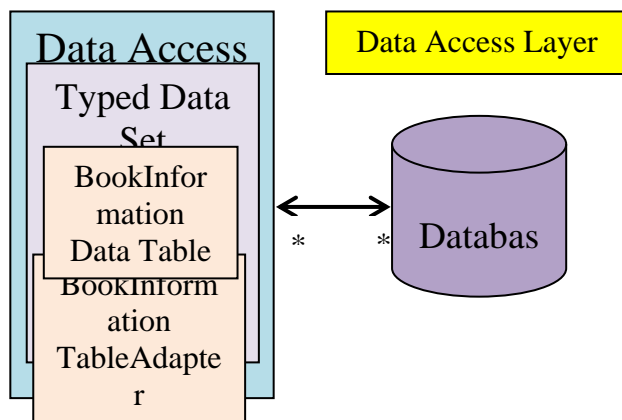 Data Access
Data Access Layer
Typed Data
Set
BookInfor
mation
Data Table
BookInform
ation
TableAdapte
r
* *
Databas